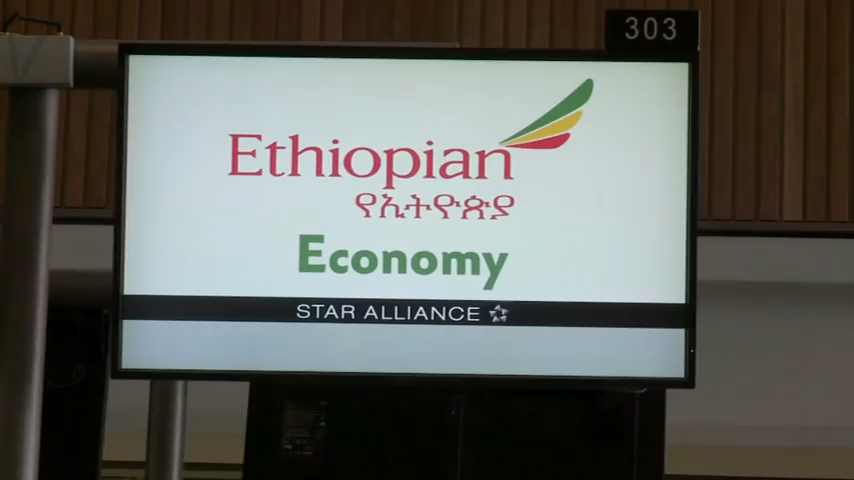 303
Ethiopian
የኢትዮጵያ
Economy
STAR ALLIANCE